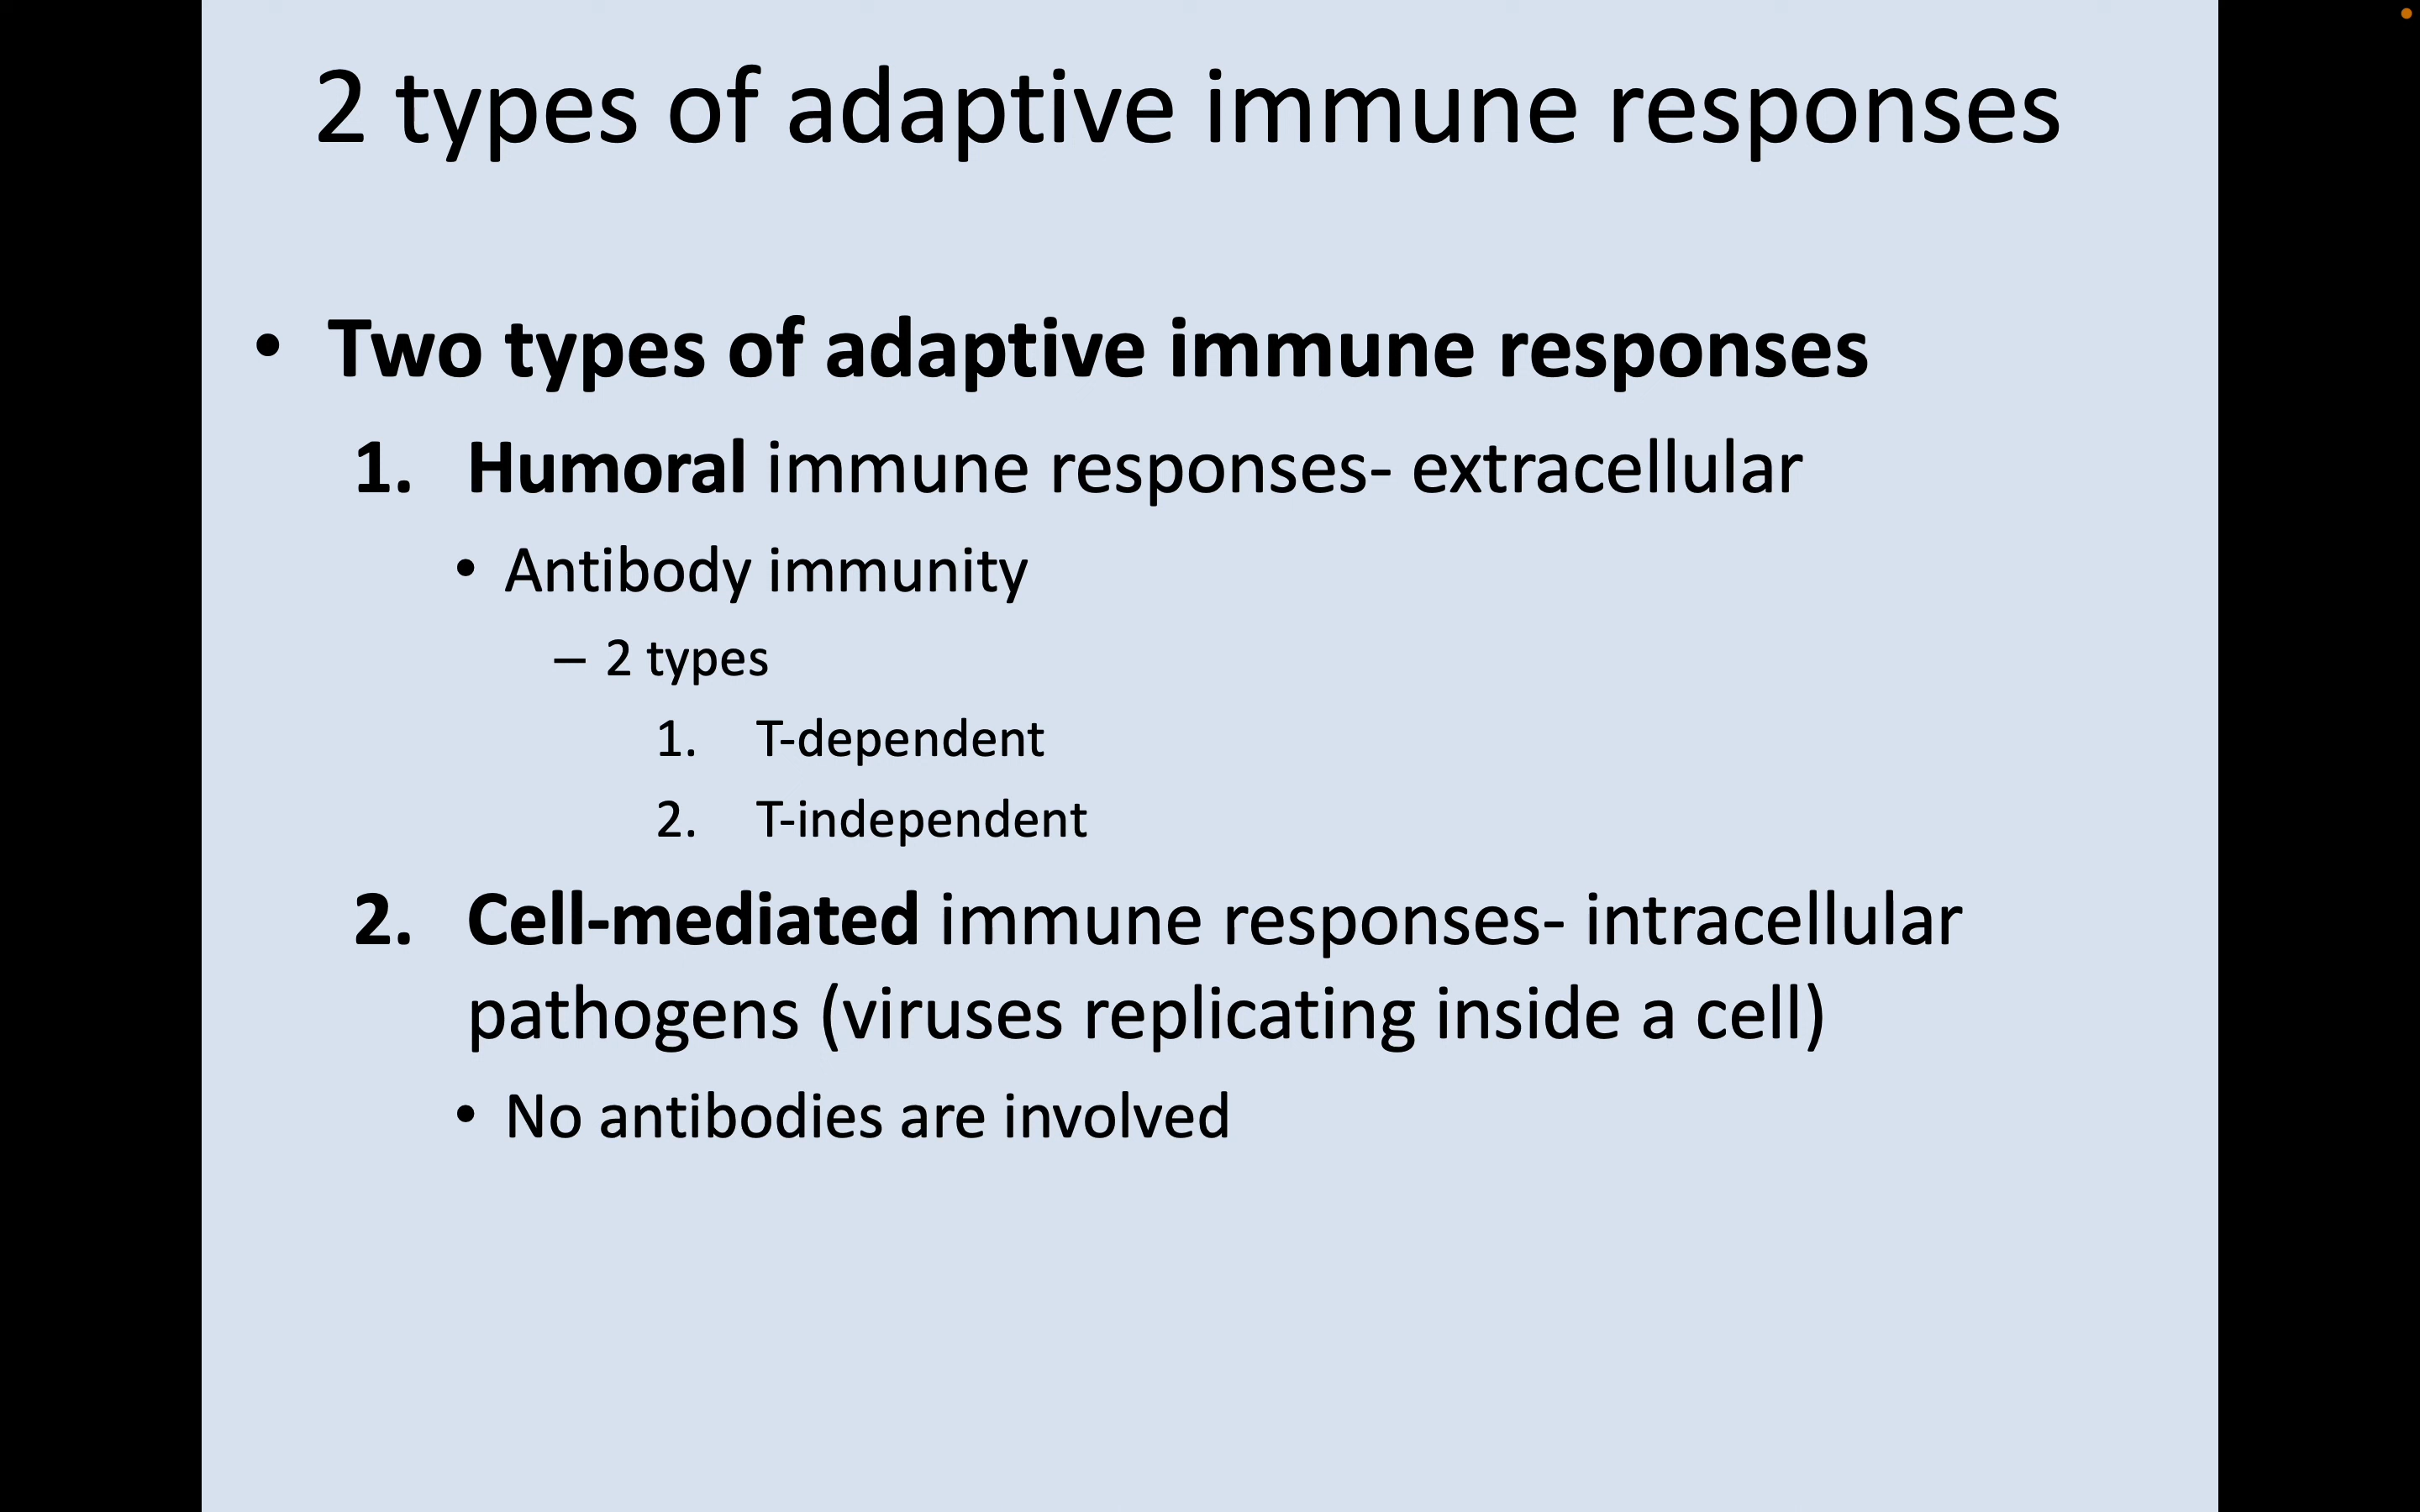 2 types of adaptive immune responses
• Two types of adaptive immune responses
1. Humoral immune responses- extracellular
• Antibody immunity
– 2 types
1. T-dependent
2. T-independent
2. Cell-mediated immune responses- intracellular
pathogens (viruses replicating inside a cell)
• No antibodies are involved